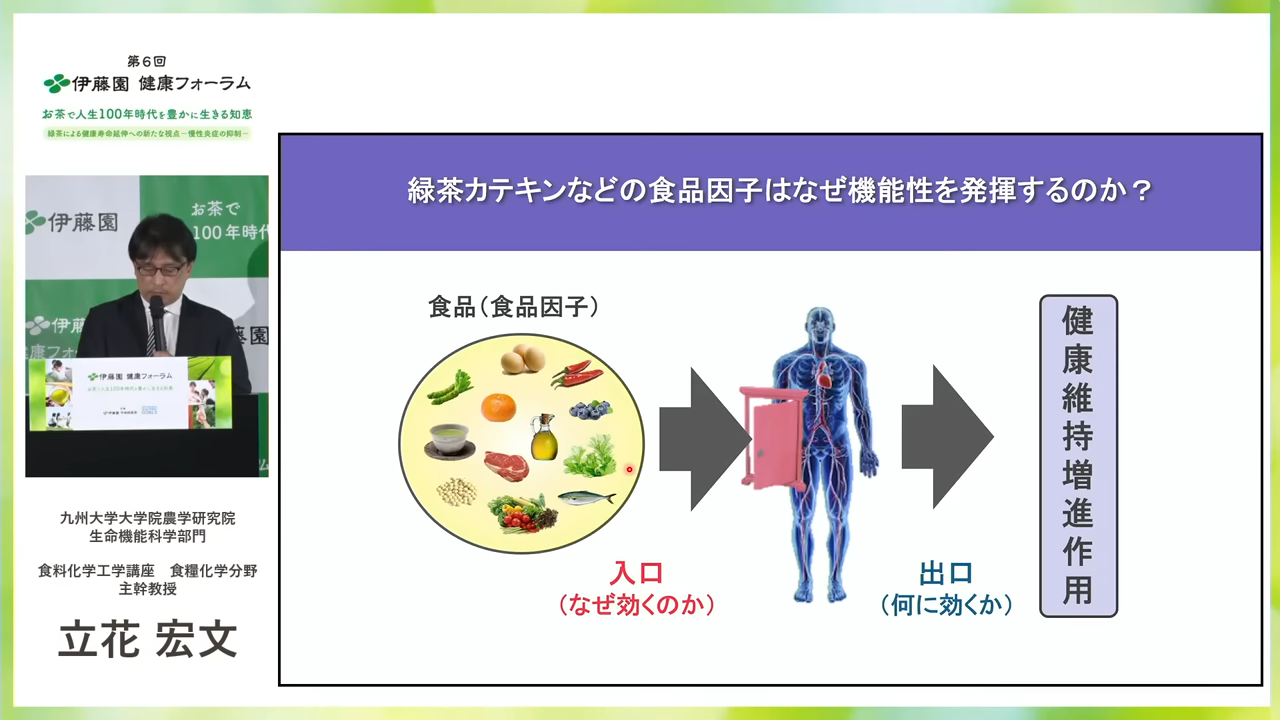 第6回
伊藤園 健康フォーラム
お茶で人生100年時代を豊かに生きる知恵
緑茶による健康寿命延伸への新たな視点－慢性炎症の抑制－
伊藤園
お茶で
100年時代
伊藤園 健康フォーラム
九州大学大学院農学研究院
生命機能科学部門
食料化学工学講座 食糧化学分野
主幹教授
立花 宏文
緑茶カテキンなどの食品因子はなぜ機能性を発揮するのか？
食品（食品因子）
入口
（なぜ効くのか）
出口
（何に効くか）
健康維持増進作用